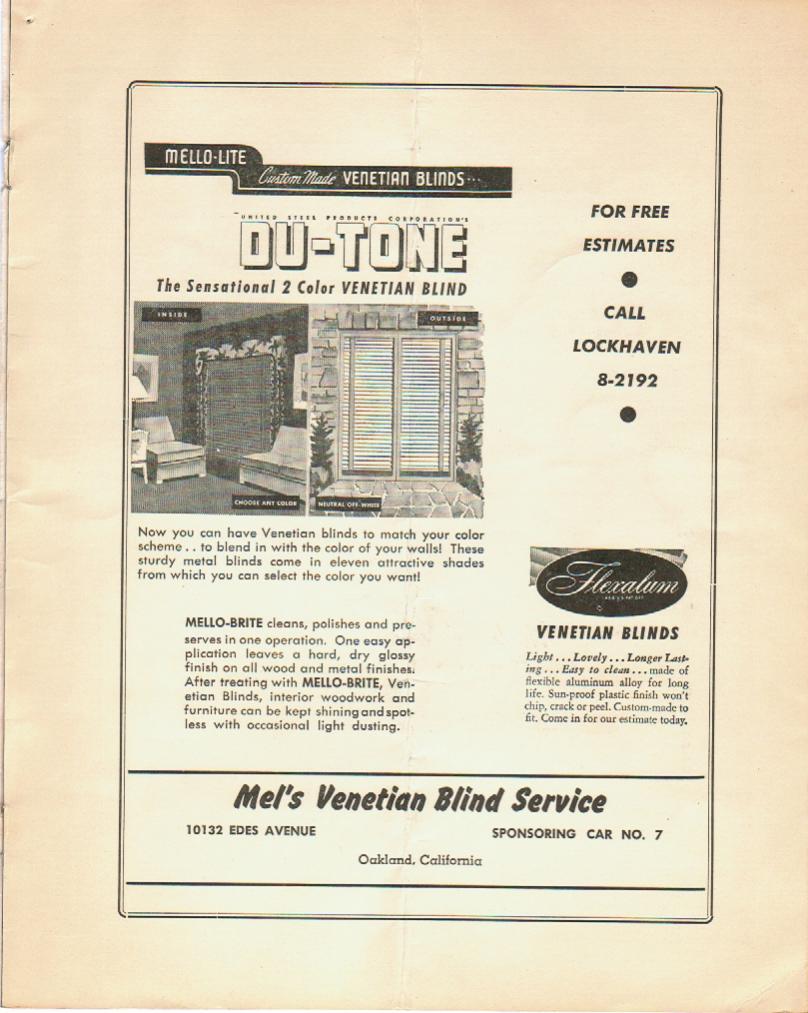 MELLO-LITE
Custom Made VENETIAN BLINDS...
UNITED STEEL PRODUCTS CORPORATION'S
DU-TONE
The Sensational 2 Color VENETIAN BLIND
INSIDE
OUTSIDE
CHOOSE ANY COLOR
NEUTRAL OFF-WHITE
Now you can have Venetian blinds to match your color
scheme . . to blend in with the color of your walls! These
sturdy metal blinds come in eleven attractive shades
from which you can select the color you want!
MELLO-BRITE cleans, polishes and pre-
serves in one operation. One easy ap-
plication leaves a hard, dry glossy
finish on all wood and metal finishes.
After treating with MELLO-BRITE, Ven-
etian Blinds, interior woodwork and
furniture can be kept shining and spot-
less with occasional light dusting.
FOR FREE
ESTIMATES
CALL
LOCKHAVEN
8-2192
Flexalum
VENETIAN BLINDS
Light . . . Lovely . . . Longer Last-
ing . . . Easy to clean . . . made of
flexible aluminum alloy for long
life. Sun-proof plastic finish won't
chip, crack or peel. Custom-made to
fit. Come in for our estimate today.
Mel's Venetian Blind Service
10132 EDES AVENUE
SPONSORING CAR NO. 7
Oakland, California